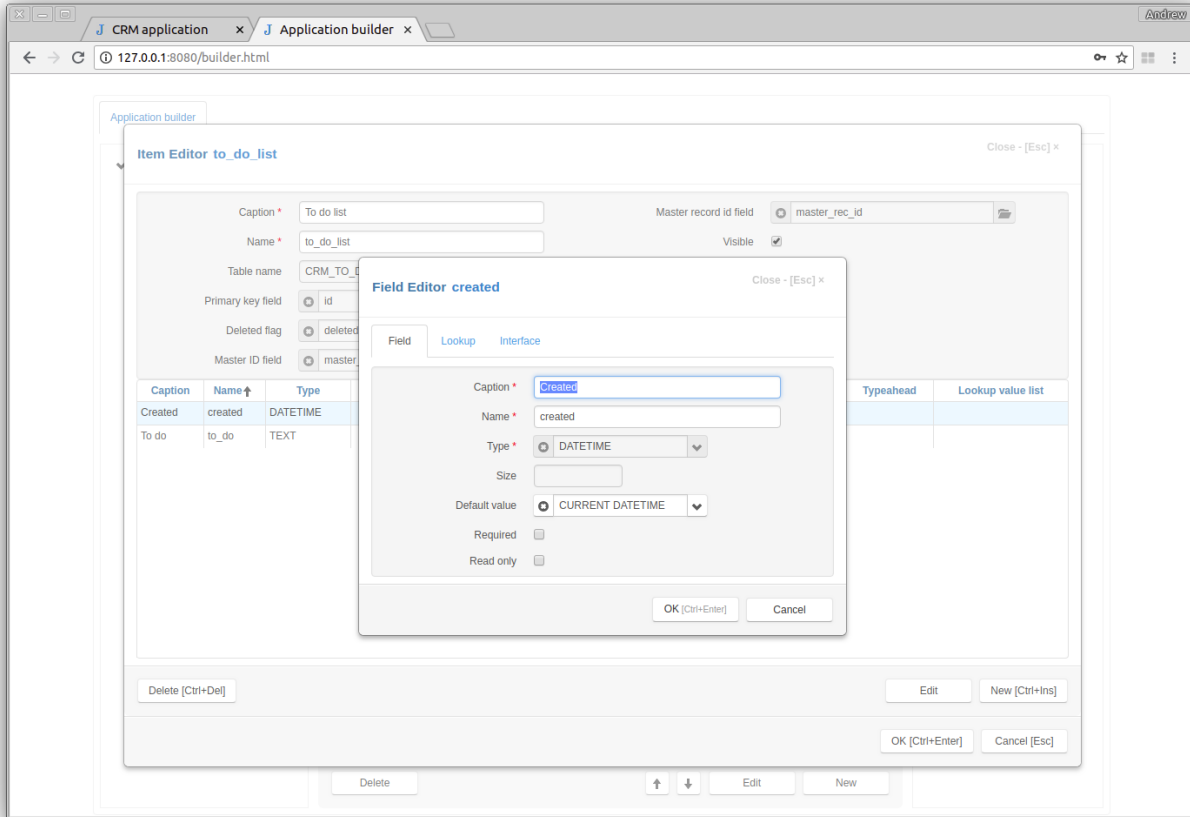 Andrew
CRM application ×
Application builder ×
127.0.0.1:8080/builder.html
Application builder
Item Editor to_do_list
Close - [Esc] ×
Caption * To do list
Master record id field master_rec_id
Name * to_do_list
Visible
Table name CRM_TO_D
Primary key field id
Deleted flag deleted
Master ID field master_
Caption Name Type Typeahead Lookup value list
Created created DATETIME
To do to_do TEXT
Field Editor created
Close - [Esc] ×
Field Lookup Interface
Caption * Created
Name * created
Type * DATETIME
Size
Default value CURRENT DATETIME
Required
Read only
OK [Ctrl+Enter] Cancel
Delete [Ctrl+Del] Edit New [Ctrl+Ins]
OK [Ctrl+Enter] Cancel [Esc]
Delete Edit New